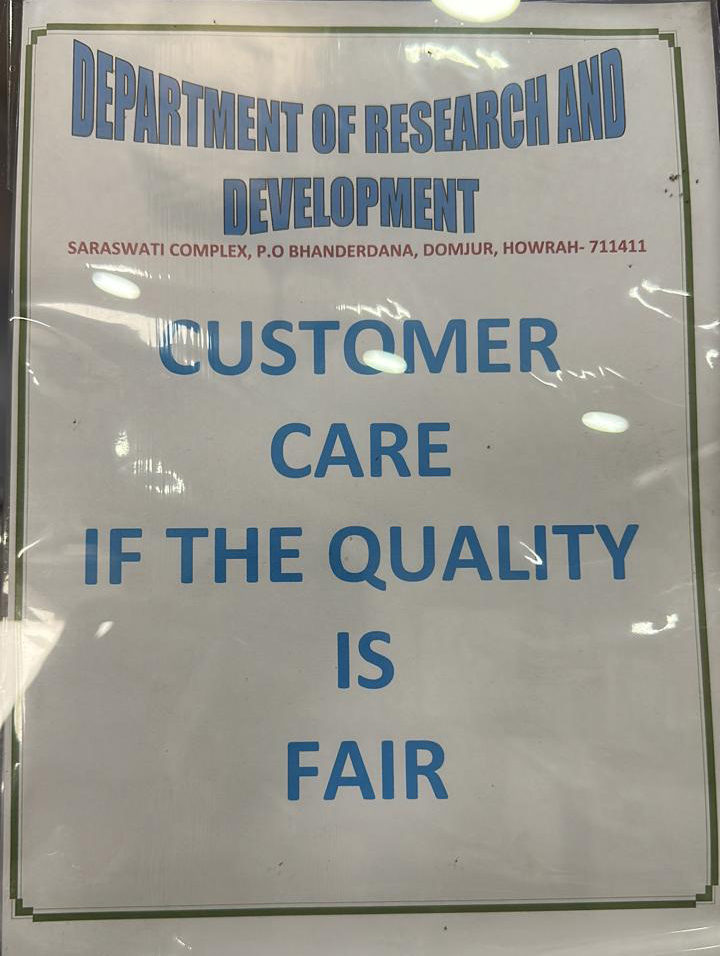 DEPARTMENT OF RESEARCH AND
DEVELOPMENT
SARASWATI COMPLEX, P.O BHANDERDANA, DOMJUR, HOWRAH- 711411
CUSTOMER
CARE
IF THE QUALITY
IS
FAIR